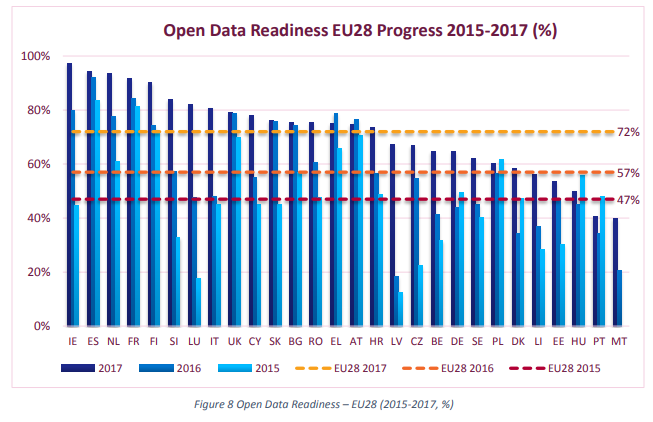 Open Data Readiness EU28 Progress 2015-2017 (%)
100%
80%
60%
40%
20%
0%
72%
57%
47%
IE ES NL FR FI SI LU IT UK CY SK BG RO EL AT HR LV CZ BE DE SE PL DK LI EE HU PT MT
2017 2016 2015 EU28 2017 EU28 2016 EU28 2015
Figure 8 Open Data Readiness – EU28 (2015-2017, %)